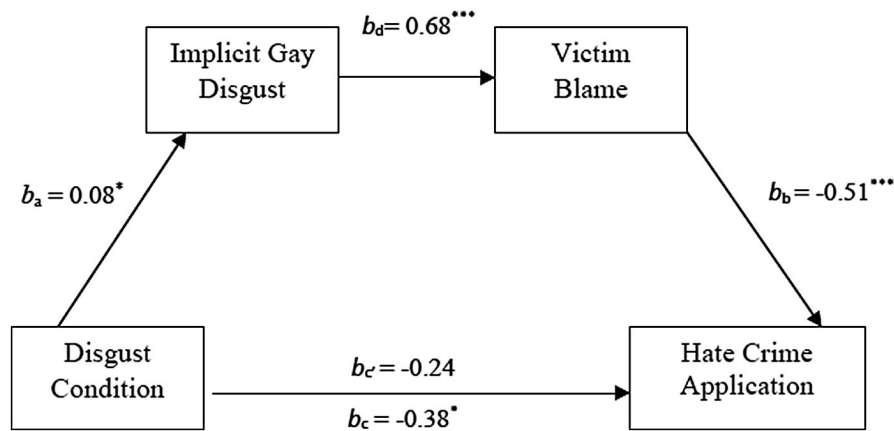 b_d = 0.68***
Implicit Gay
Disgust
Victim
Blame
b_a = 0.08*
b_b = -0.51***
Disgust
Condition
b_c' = -0.24
b_c = -0.38*
Hate Crime
Application